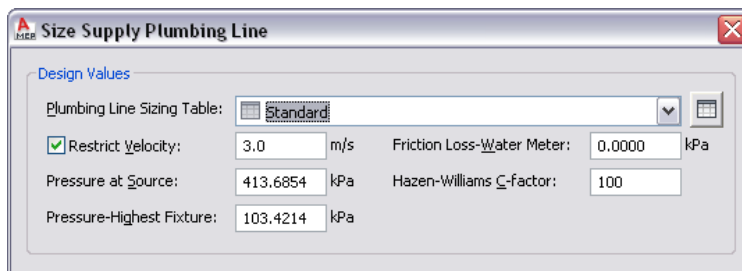 A MEP Size Supply Plumbing Line
Design Values
Plumbing Line Sizing Table: Standard
Restrict Velocity: 3.0 m/s Friction Loss-Water Meter: 0.0000 kPa
Pressure at Source: 413.6854 kPa Hazen-Williams C-factor: 100
Pressure-Highest Fixture: 103.4214 kPa